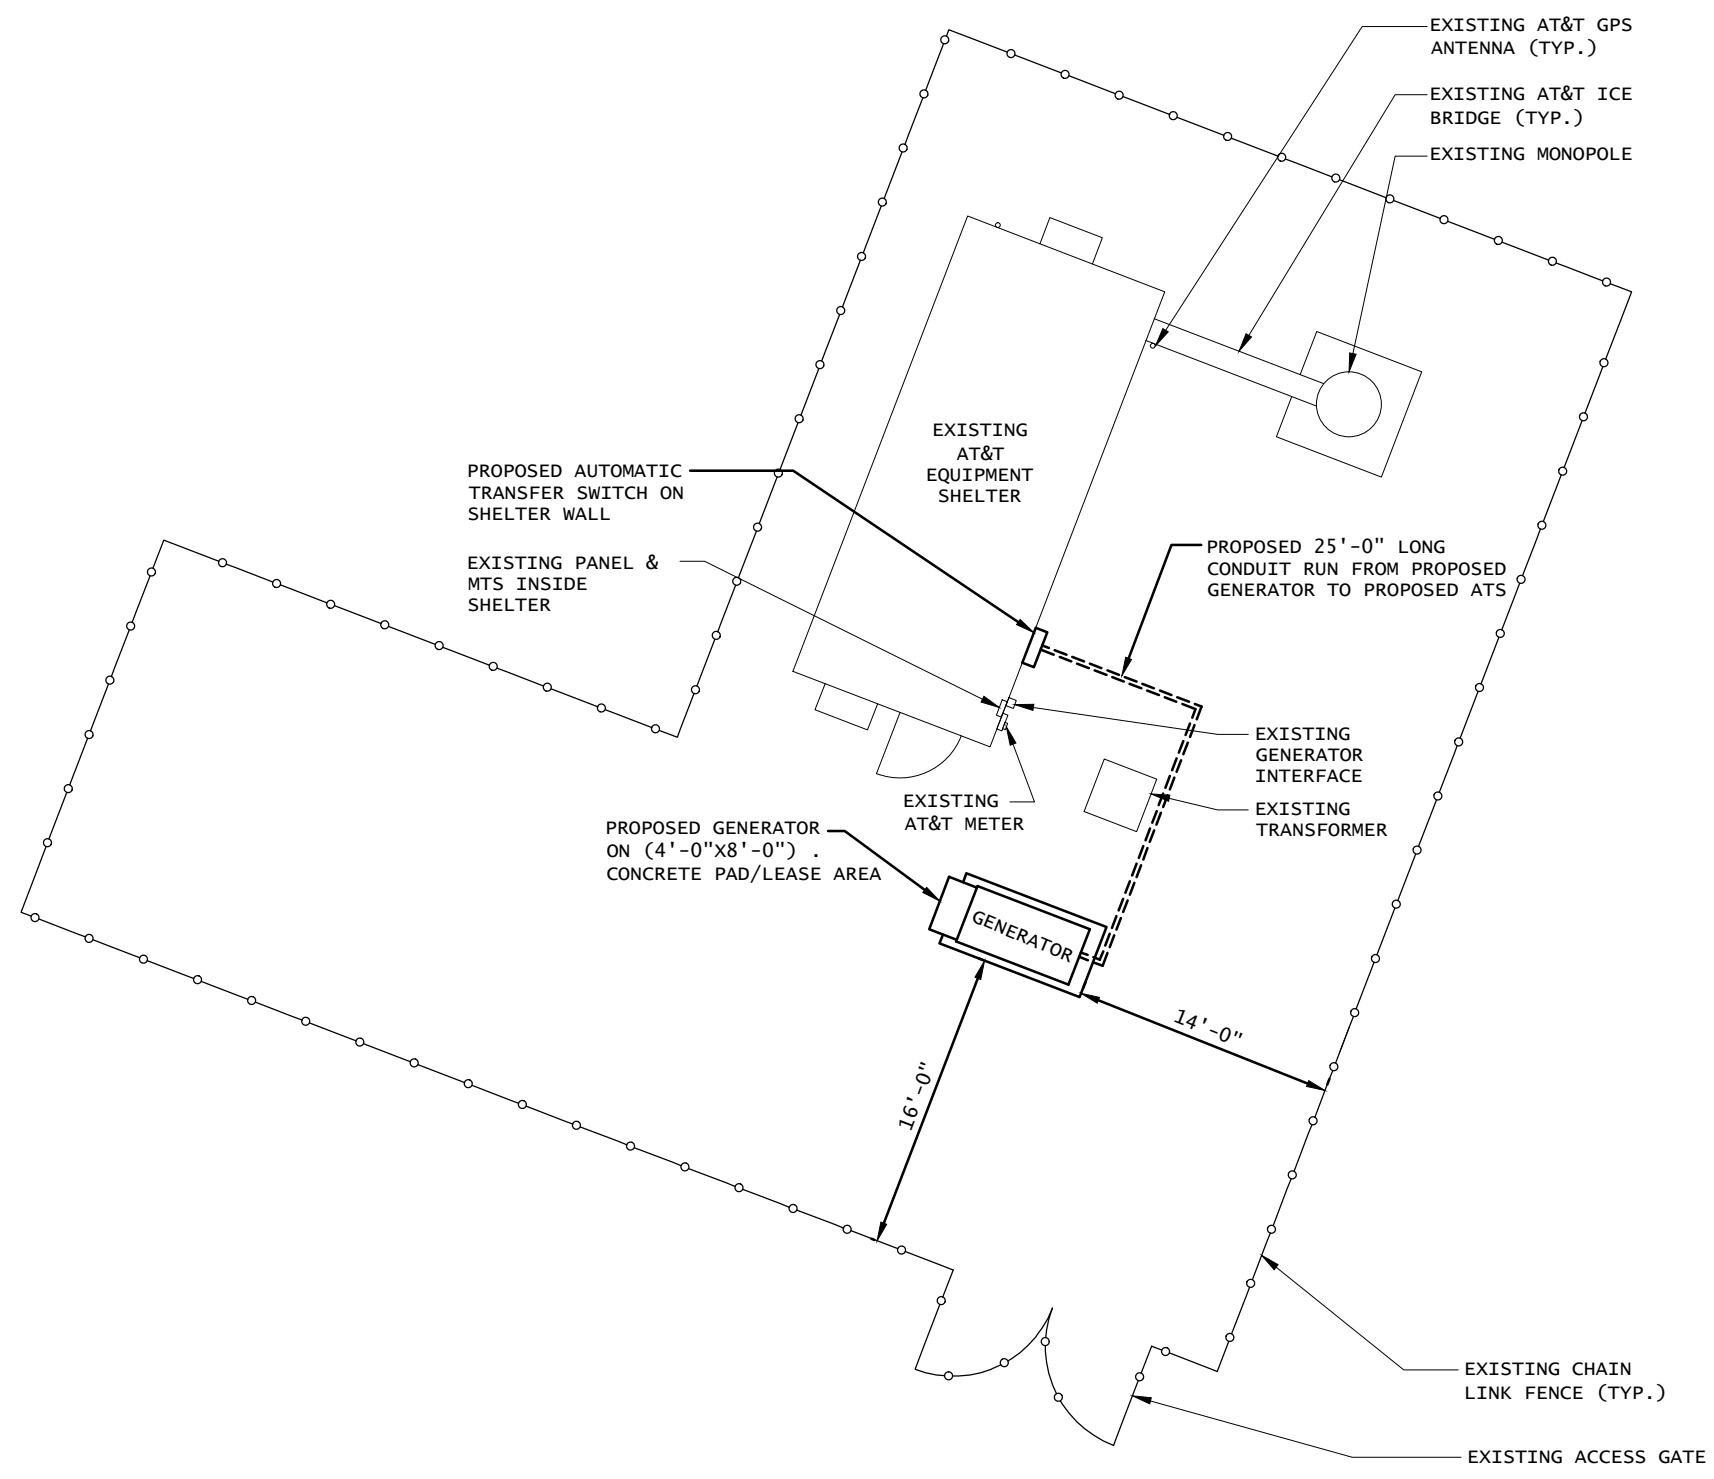 EXISTING AT&T GPS
ANTENNA (TYP.)
EXISTING AT&T ICE
BRIDGE (TYP.)
EXISTING MONOPOLE
EXISTING
AT&T
EQUIPMENT
SHELTER
PROPOSED AUTOMATIC
TRANSFER SWITCH ON
SHELTER WALL
EXISTING PANEL &
MTS INSIDE
SHELTER
PROPOSED 25'-0" LONG
CONDUIT RUN FROM PROPOSED
GENERATOR TO PROPOSED ATS
EXISTING
GENERATOR
INTERFACE
EXISTING
AT&T METER
EXISTING
TRANSFORMER
PROPOSED GENERATOR
ON (4'-0"X8'-0") .
CONCRETE PAD/LEASE AREA
GENERATOR
14'-0"
16'-0"
EXISTING CHAIN
LINK FENCE (TYP.)
EXISTING ACCESS GATE